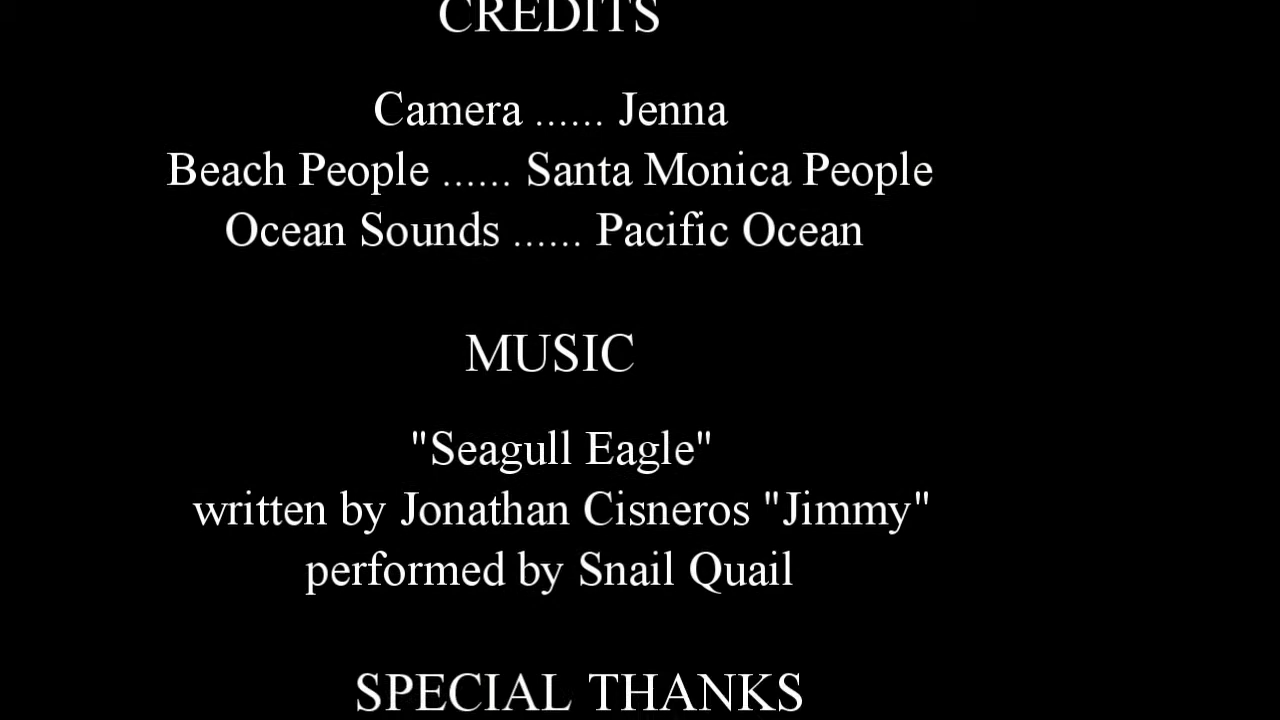 CREDITS
Camera ...... Jenna
Beach People ...... Santa Monica People
Ocean Sounds ...... Pacific Ocean
MUSIC
"Seagull Eagle"
written by Jonathan Cisneros "Jimmy"
performed by Snail Quail
SPECIAL THANKS